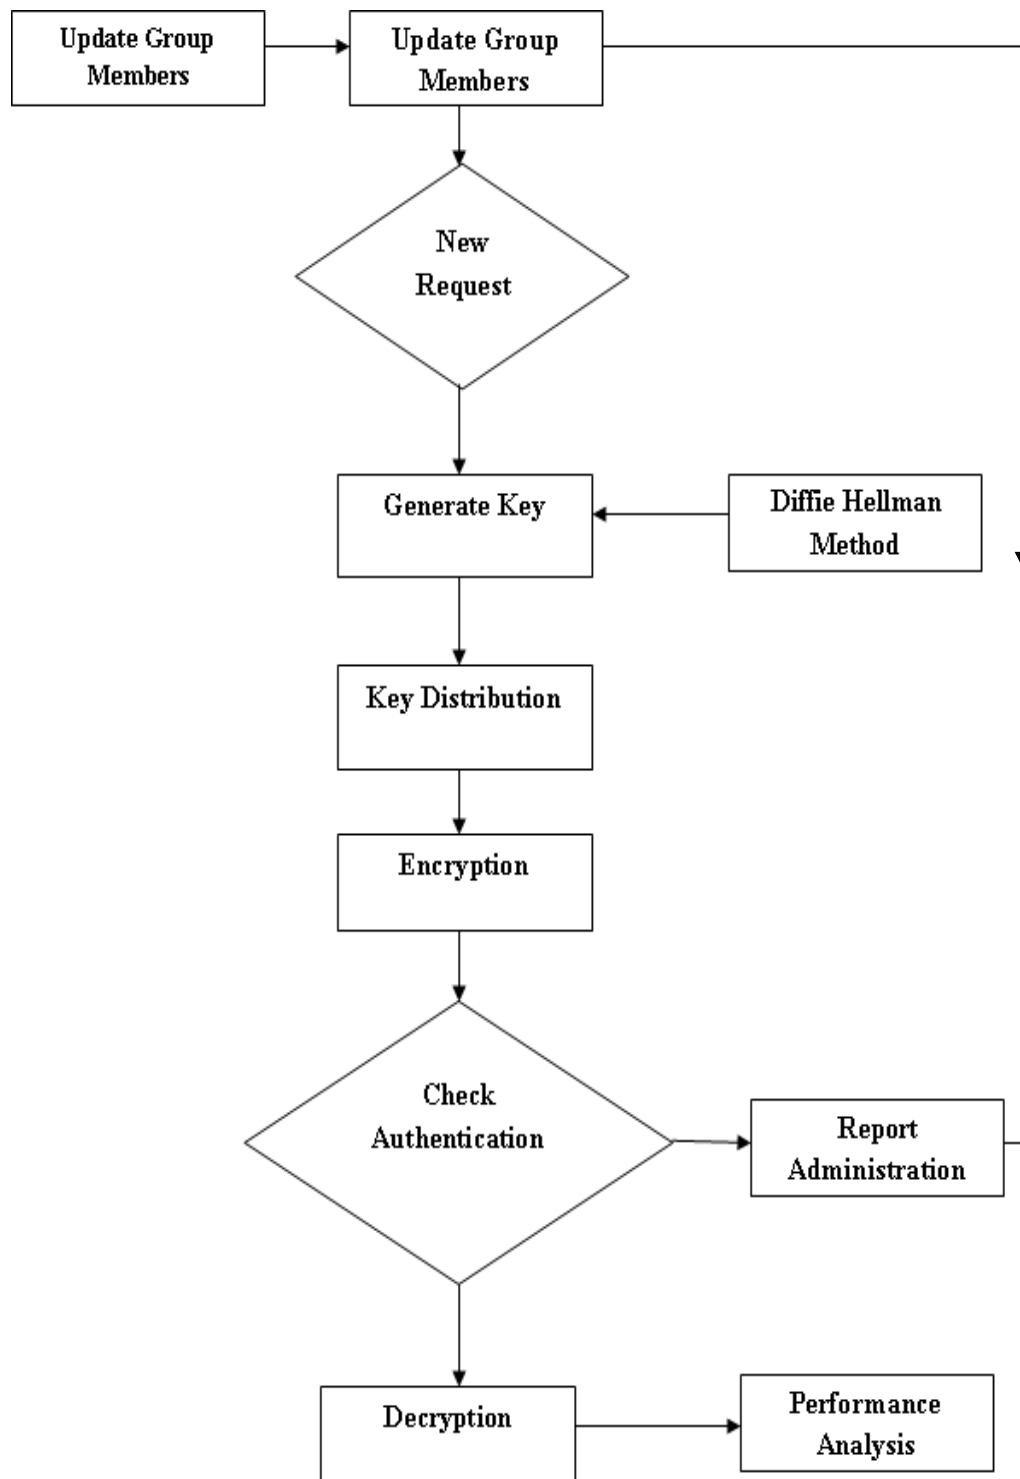 Update Group
Members
Update Group
Members
New
Request
Generate Key
Diffie Hellman
Method
Key Distribution
Encryption
Check
Authentication
Report
Administration
Decryption
Performance
Analysis